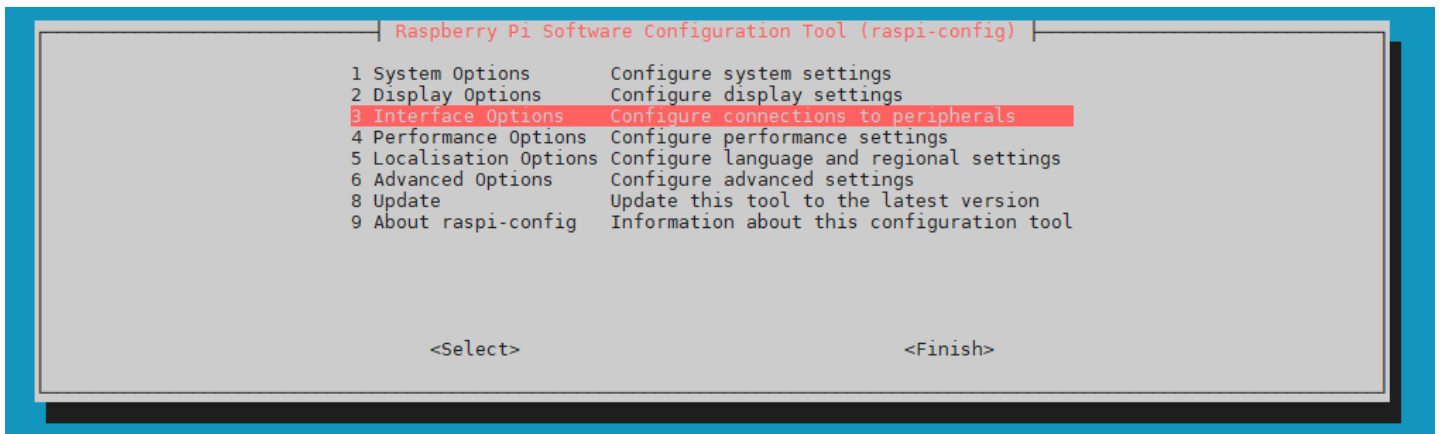 Raspberry Pi Software Configuration Tool (raspi-config)
1 System Options Configure system settings
2 Display Options Configure display settings
3 Interface Options Configure connections to peripherals
4 Performance Options Configure performance settings
5 Localisation Options Configure language and regional settings
6 Advanced Options Configure advanced settings
8 Update Update this tool to the latest version
9 About raspi-config Information about this configuration tool
<Select> <Finish>